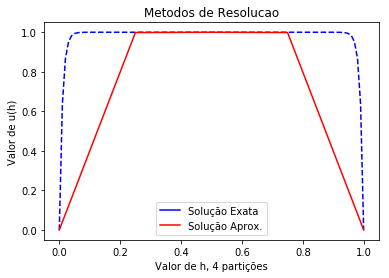 Metodos de Resolucao
Valor de u(h)
1.0
0.8
0.6
0.4
0.2
0.0
Solução Exata
Solução Aprox.
0.0 0.2 0.4 0.6 0.8 1.0
Valor de h, 4 partições